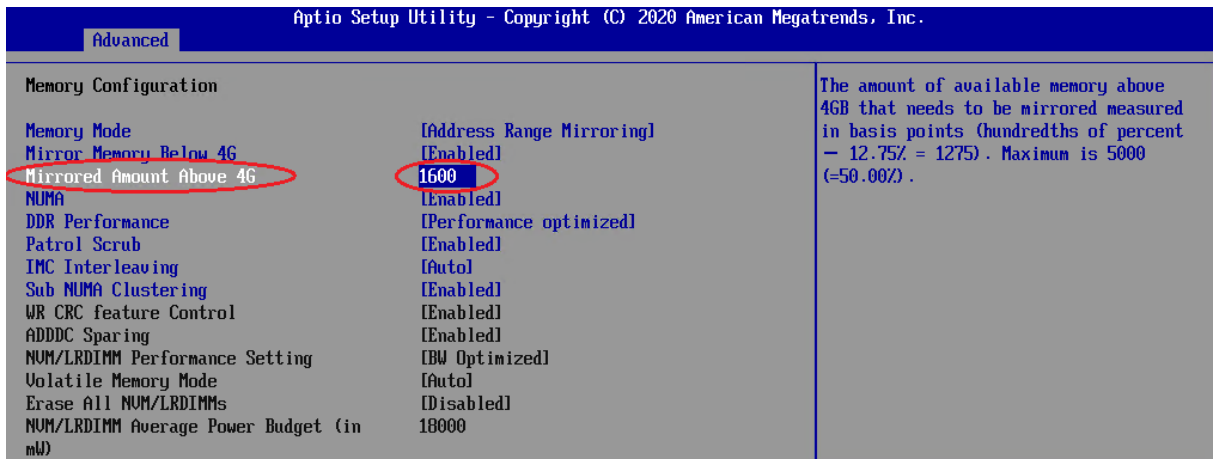 Aptio Setup Utility - Copyright (C) 2020 American Megatrends, Inc.
Advanced
Memory Configuration
Memory Mode [Address Range Mirroring]
Mirror Memory Below 4G [Enabled]
Mirrored Amount Above 4G 1600
NUMA [Enabled]
DDR Performance [Performance optimized]
Patrol Scrub [Enabled]
IMC Interleaving [Auto]
Sub NUMA Clustering [Enabled]
WR CRC feature Control [Enabled]
ADDDC Sparing [Enabled]
NVM/LRDIMM Performance Setting [BW Optimized]
Volatile Memory Mode [Auto]
Erase All NVM/LRDIMMs [Disabled]
NVM/LRDIMM Average Power Budget (in 18000
mW)
The amount of available memory above
4GB that needs to be mirrored measured
in basis points (hundredths of percent
– 12.75% = 1275). Maximum is 5000
(=50.00%).